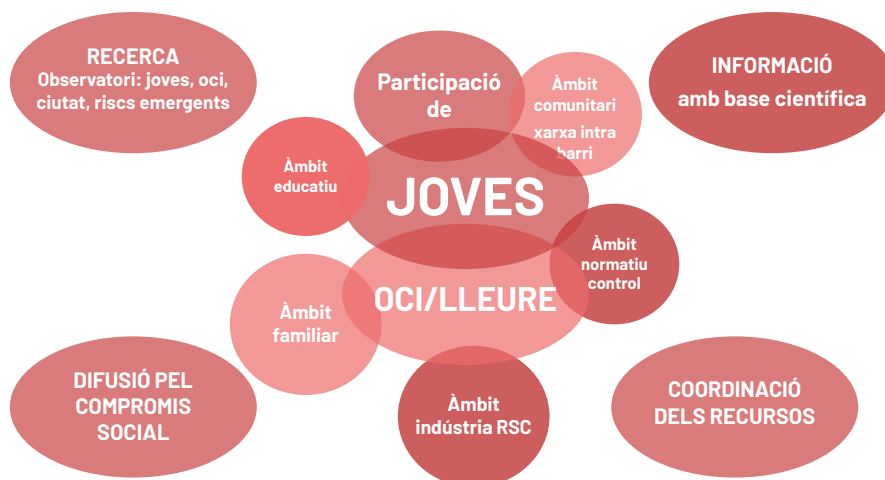 RECERCA
Observatori: joves, oci,
ciutat, riscs emergents
Participació
de
Àmbit
comunitari
xarxa intra
barri
INFORMACIÓ
amb base científica
Àmbit
educatiu
JOVES
Àmbit
normatiu
control
OCI/LLEURE
Àmbit
familiar
DIFUSIÓ PEL
COMPROMIS
SOCIAL
Àmbit
indústria RSC
COORDINACIÓ
DELS RECURSOS